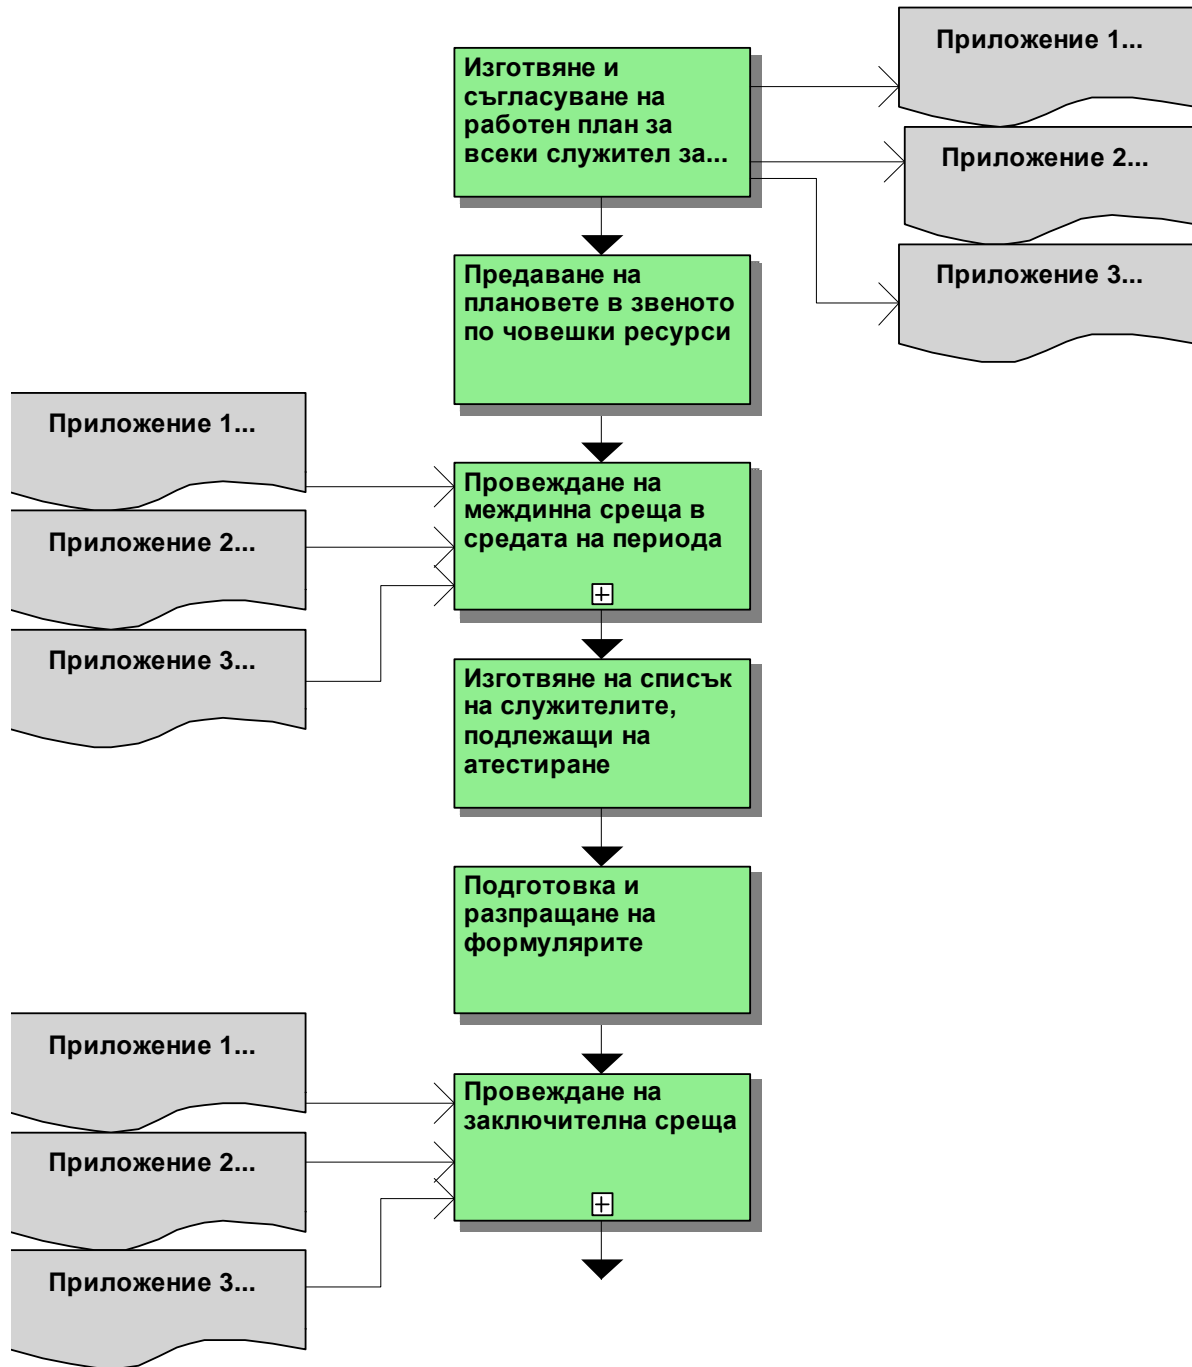 Изготвяне и
съгласуване на
работен план за
всеки служител за...
Приложение 1...
Приложение 2...
Приложение 3...
Предаване на
плановете в звеното
по човешки ресурси
Приложение 1...
Приложение 2...
Приложение 3...
Провеждане на
междинна среща в
средата на периода
Изготвяне на списък
на служителите,
подлежащи на
атестиране
Подготовка и
разпращане на
формулярите
Приложение 1...
Приложение 2...
Приложение 3...
Провеждане на
заключителна среща